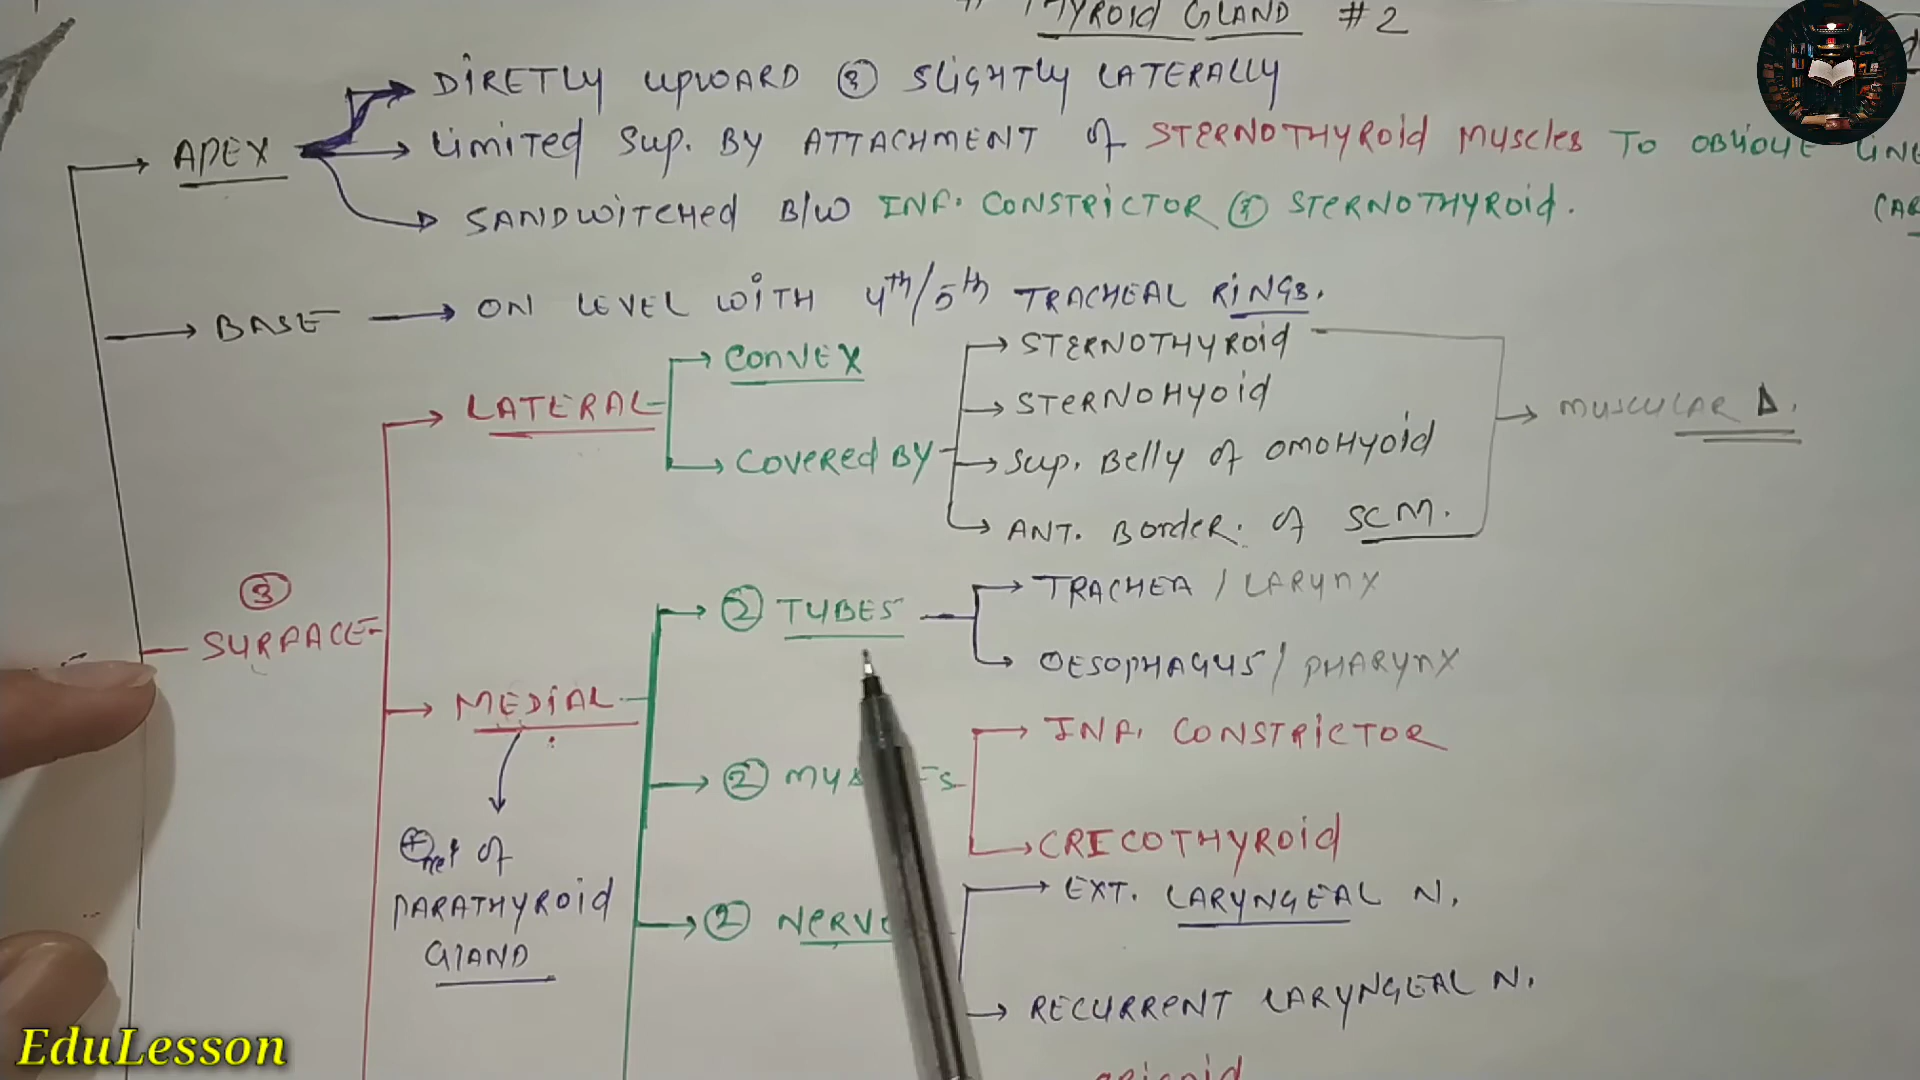 THYROID GLAND #2
APEX
DIRETLY UPWARD & SLIGHTLY LATERALLY
LIMITED SUP. BY ATTACHMENT OF STERNOTHYROID MUSCLES TO OBLIQUE LINE
SANDWITCHED B/W INF. CONSTRICTOR & STERNOTHYROID.
BASE ON LEVEL WITH 4th/5th TRACHEAL RINGS.
3
SURFACE
LATERAL
CONVEX
COVERED BY
STERNOTHYROID
STERNOHYOID
SUP. BELLY OF OMOHYOID
ANT. BORDER. OF SCM.
MUSCULAR Δ.
MEDIAL
2 TUBES
TRACHEA / LARYNX
OESOPHAGUS / PHARYNX
INF. CONSTRICTOR
CRICOTHYROID
2
EXT. LARYNGEAL N.
RECURRENT LARYNGEAL N.
OF
PARATHYROID
GLAND
EduLesson